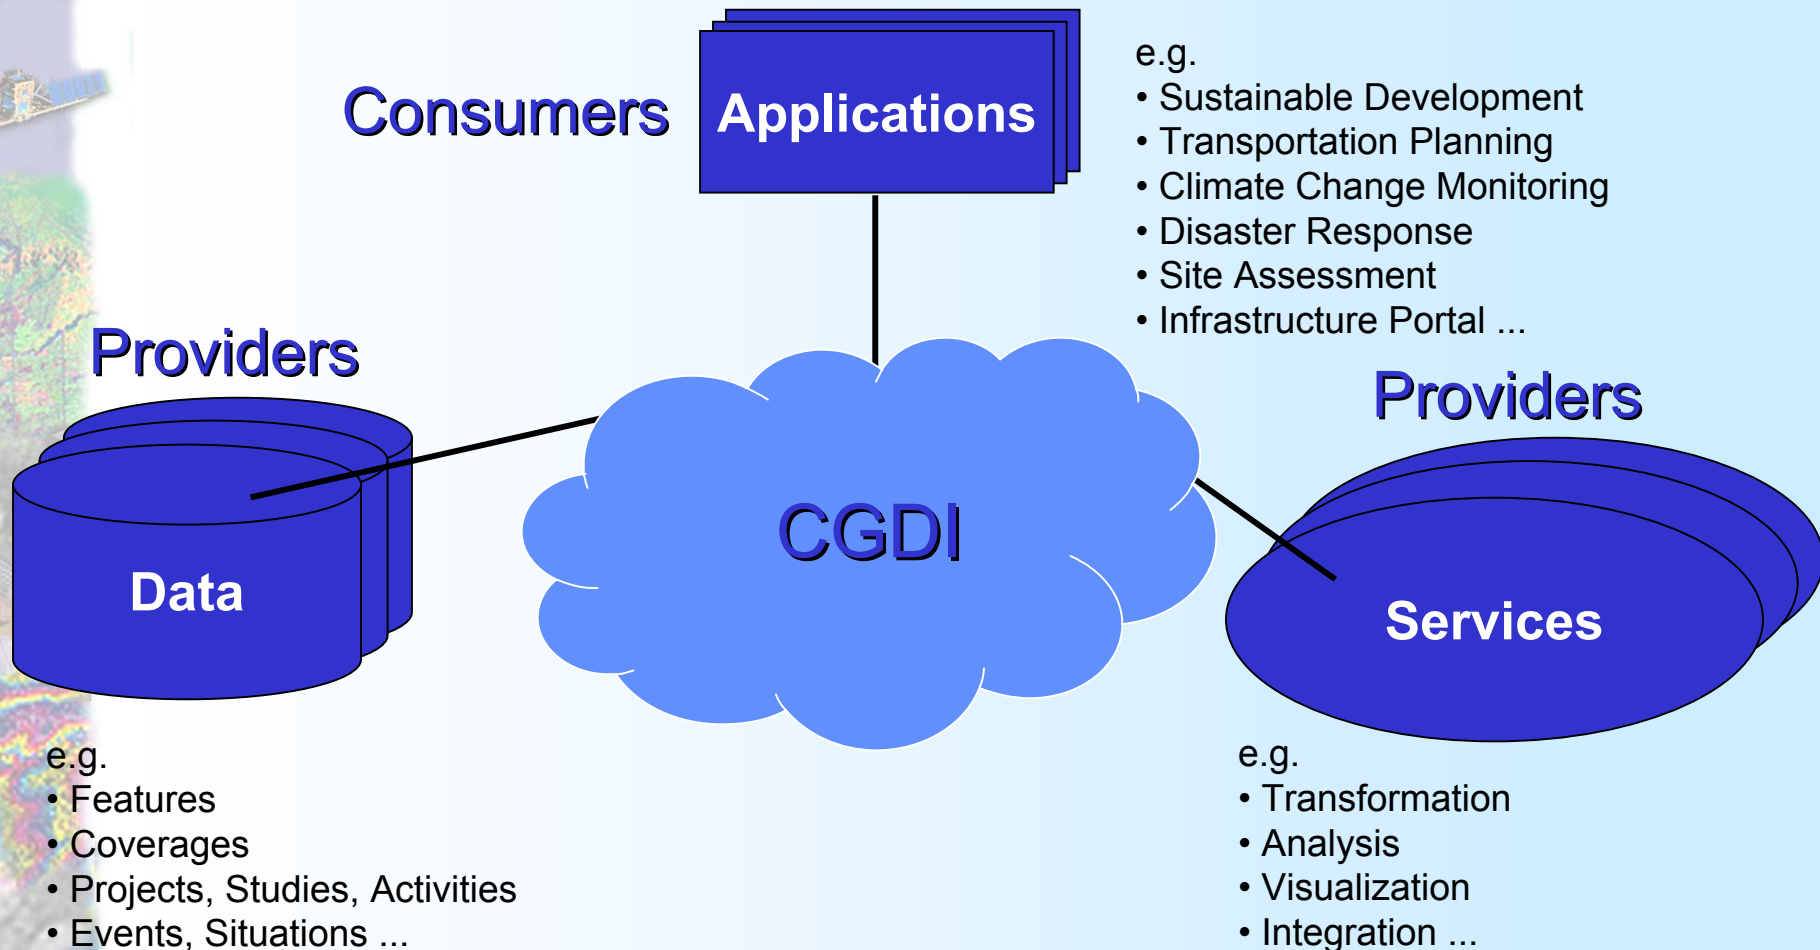 Consumers
Applications
e.g.
• Sustainable Development
• Transportation Planning
• Climate Change Monitoring
• Disaster Response
• Site Assessment
• Infrastructure Portal ...
Providers
Data
e.g.
• Features
• Coverages
• Projects, Studies, Activities
• Events, Situations ...
CGDI
Providers
Services
e.g.
• Transformation
• Analysis
• Visualization
• Integration ...